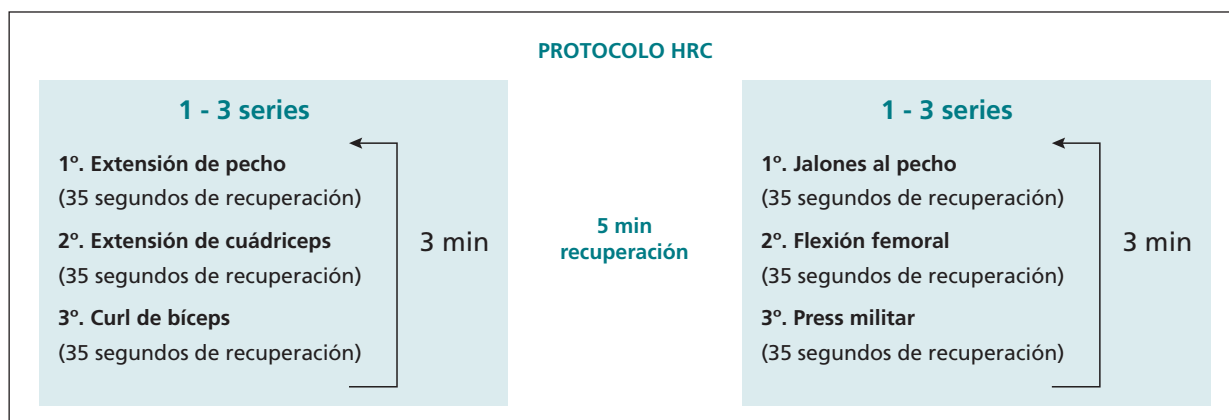 PROTOCOLO HRC
1 - 3 series
1º. Extensión de pecho
(35 segundos de recuperación)
2º. Extensión de cuádriceps
(35 segundos de recuperación)
3º. Curl de bíceps
(35 segundos de recuperación)
3 min
5 min
recuperación
1 - 3 series
1º. Jalones al pecho
(35 segundos de recuperación)
2º. Flexión femoral
(35 segundos de recuperación)
3º. Press militar
(35 segundos de recuperación)
3 min